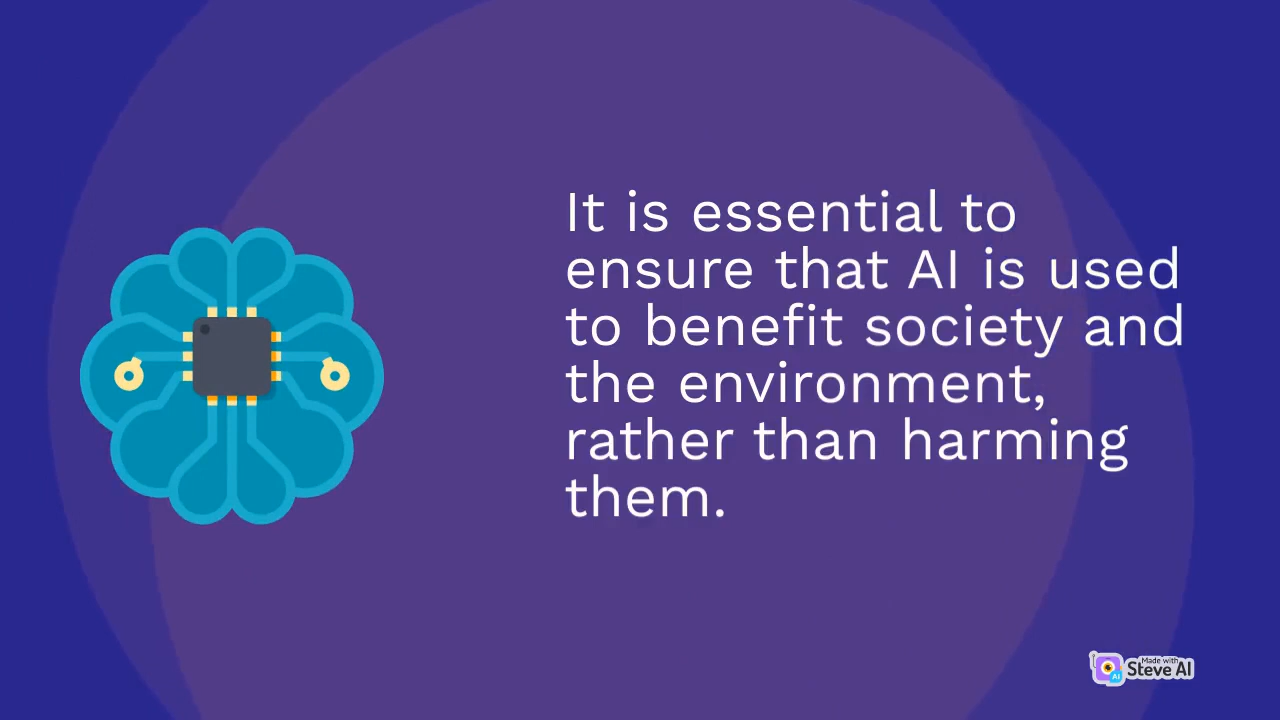 It is essential to
ensure that AI is used
to benefit society and
the environment,
rather than harming
them.
Made with
Steve AI
AI